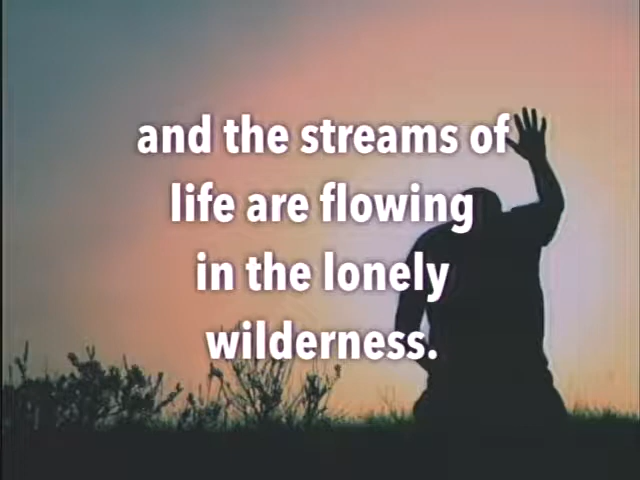 and the streams of
life are flowing
in the lonely
wilderness.